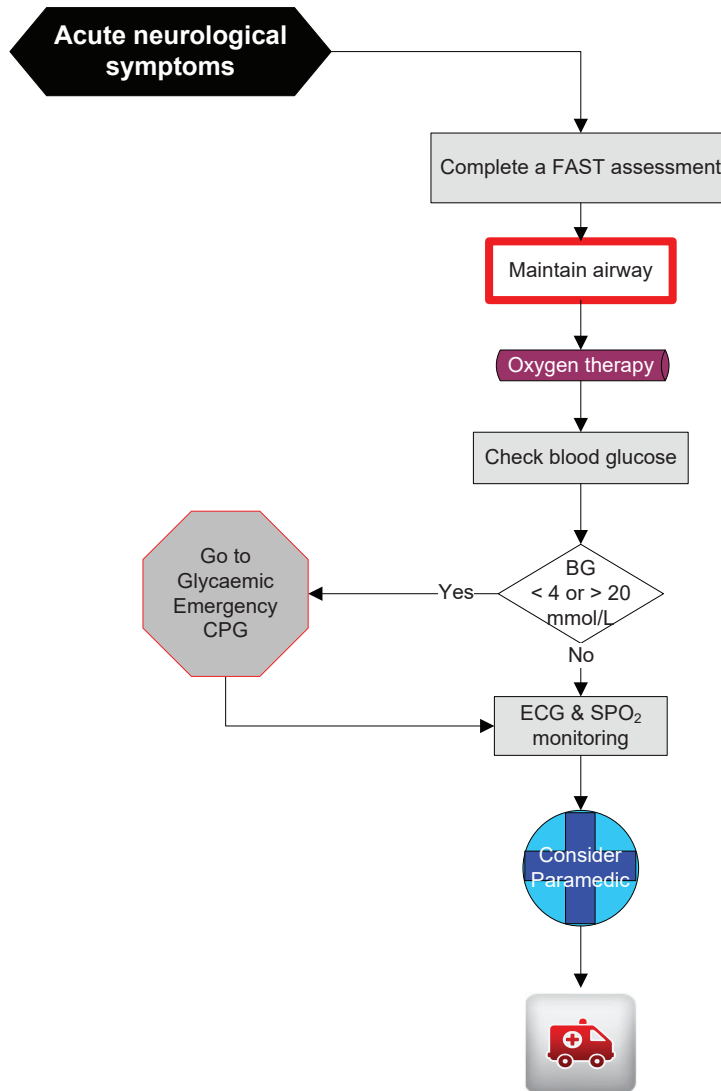 Acute neurological
symptoms
Complete a FAST assessment
Maintain airway
Oxygen therapy
Check blood glucose
BG
< 4 or > 20
mmol/L
Yes
Go to
Glycaemic
Emergency
CPG
No
ECG & SPO₂
monitoring
Consider
Paramedic